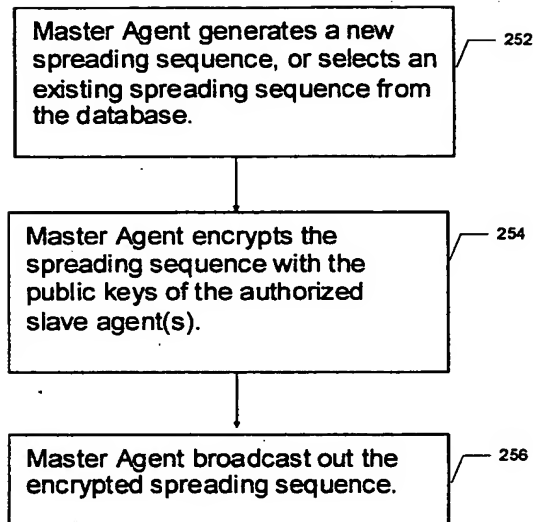 Master Agent generates a new
spreading sequence, or selects an
existing spreading sequence from
the database.
252
Master Agent encrypts the
spreading sequence with the
public keys of the authorized
slave agent(s).
254
Master Agent broadcast out the
encrypted spreading sequence.
256